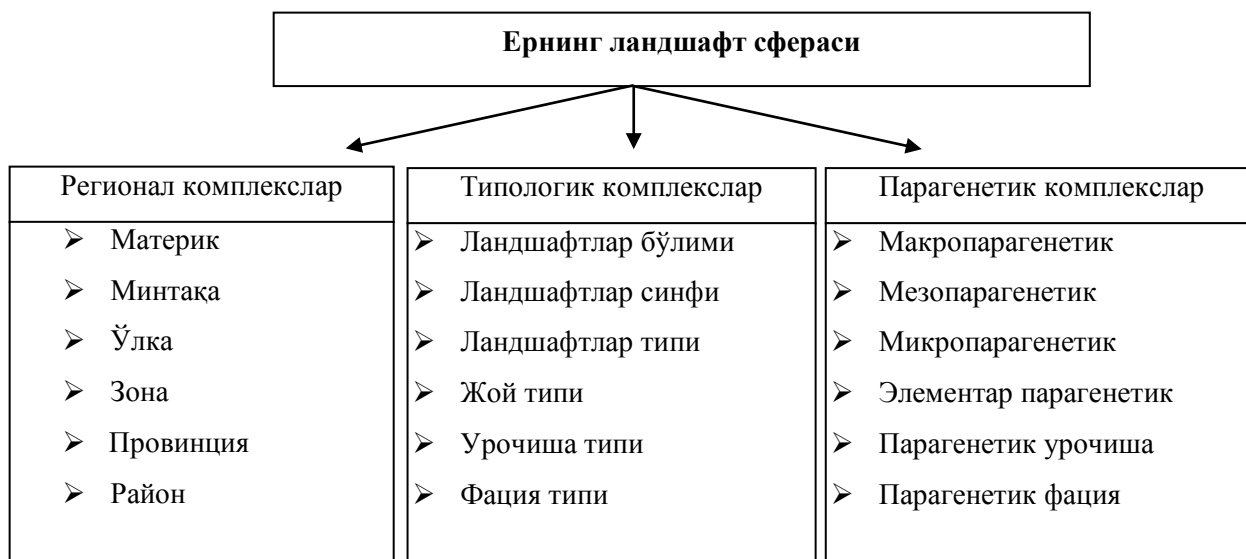 Ернинг ландшафт сфераси
Регионал комплекслар
Материк
Минтақа
Ўлка
Зона
Провинция
Район
Типологик комплекслар
Ландшафтлар бўлими
Ландшафтлар синфи
Ландшафтлар типи
Жой типи
Урочиша типи
Фация типи
Парагенетик комплекслар
Макропарагенетик
Мезопарагенетик
Микропарагенетик
Элементар парагенетик
Парагенетик урочиша
Парагенетик фация